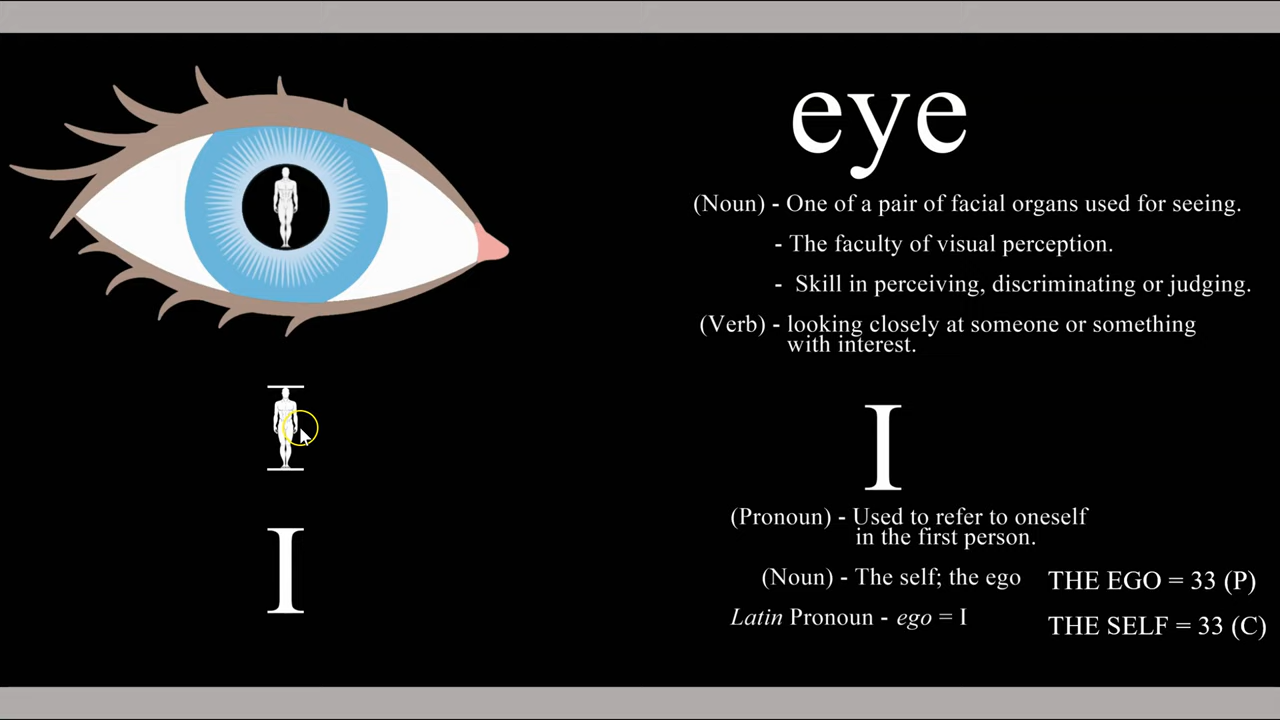 eye
(Noun) - One of a pair of facial organs used for seeing.
- The faculty of visual perception.
- Skill in perceiving, discriminating or judging.
(Verb) - looking closely at someone or something
with interest.
I
I
(Pronoun) - Used to refer to oneself
in the first person.
(Noun) - The self; the ego
THE EGO = 33 (P)
Latin Pronoun - ego = I
THE SELF = 33 (C)